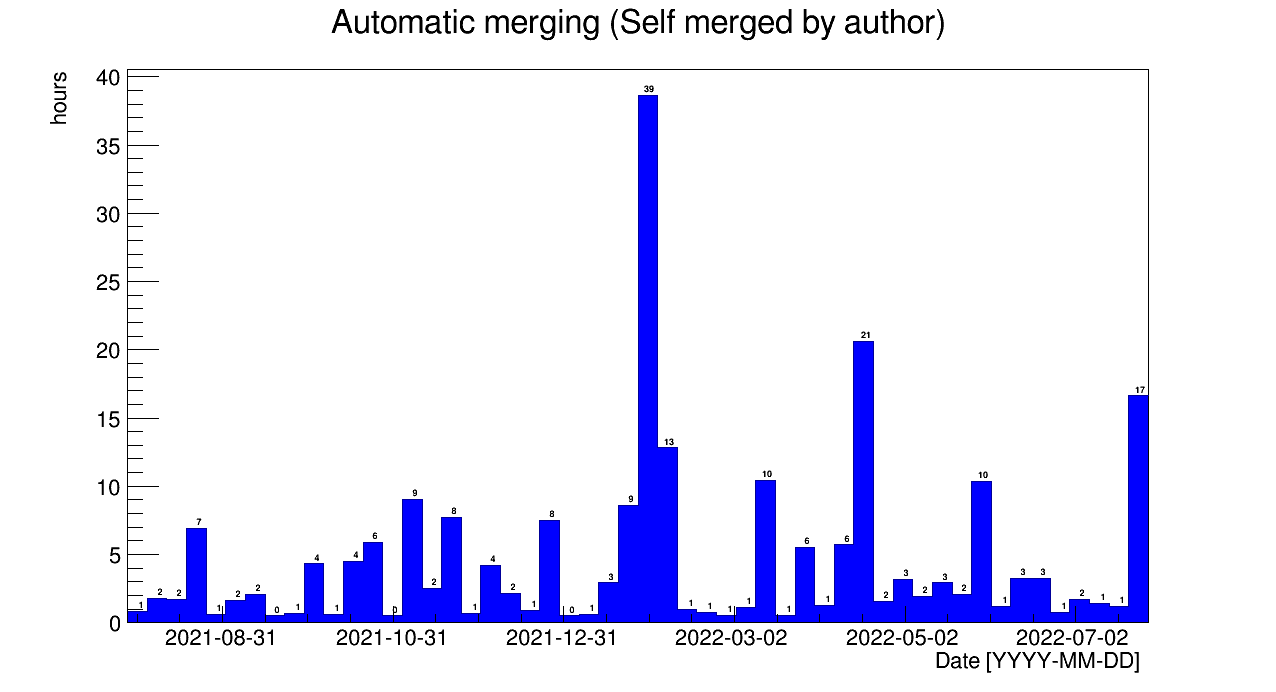 Automatic merging (Self merged by author)
hours
40
35
30
25
20
15
10
5
0
1 2 2 7 1 2 2 0 1 4 1 4 6 0 9 2 8 1 4 2 1 8 0 1 3 9 39 13 1 1 1 1 10 1 6 1 6 21 2 3 2 3 2 10 1 3 3 1 2 1 1 17
2021-08-31 2021-10-31 2021-12-31 2022-03-02 2022-05-02 2022-07-02
Date [YYYY-MM-DD]